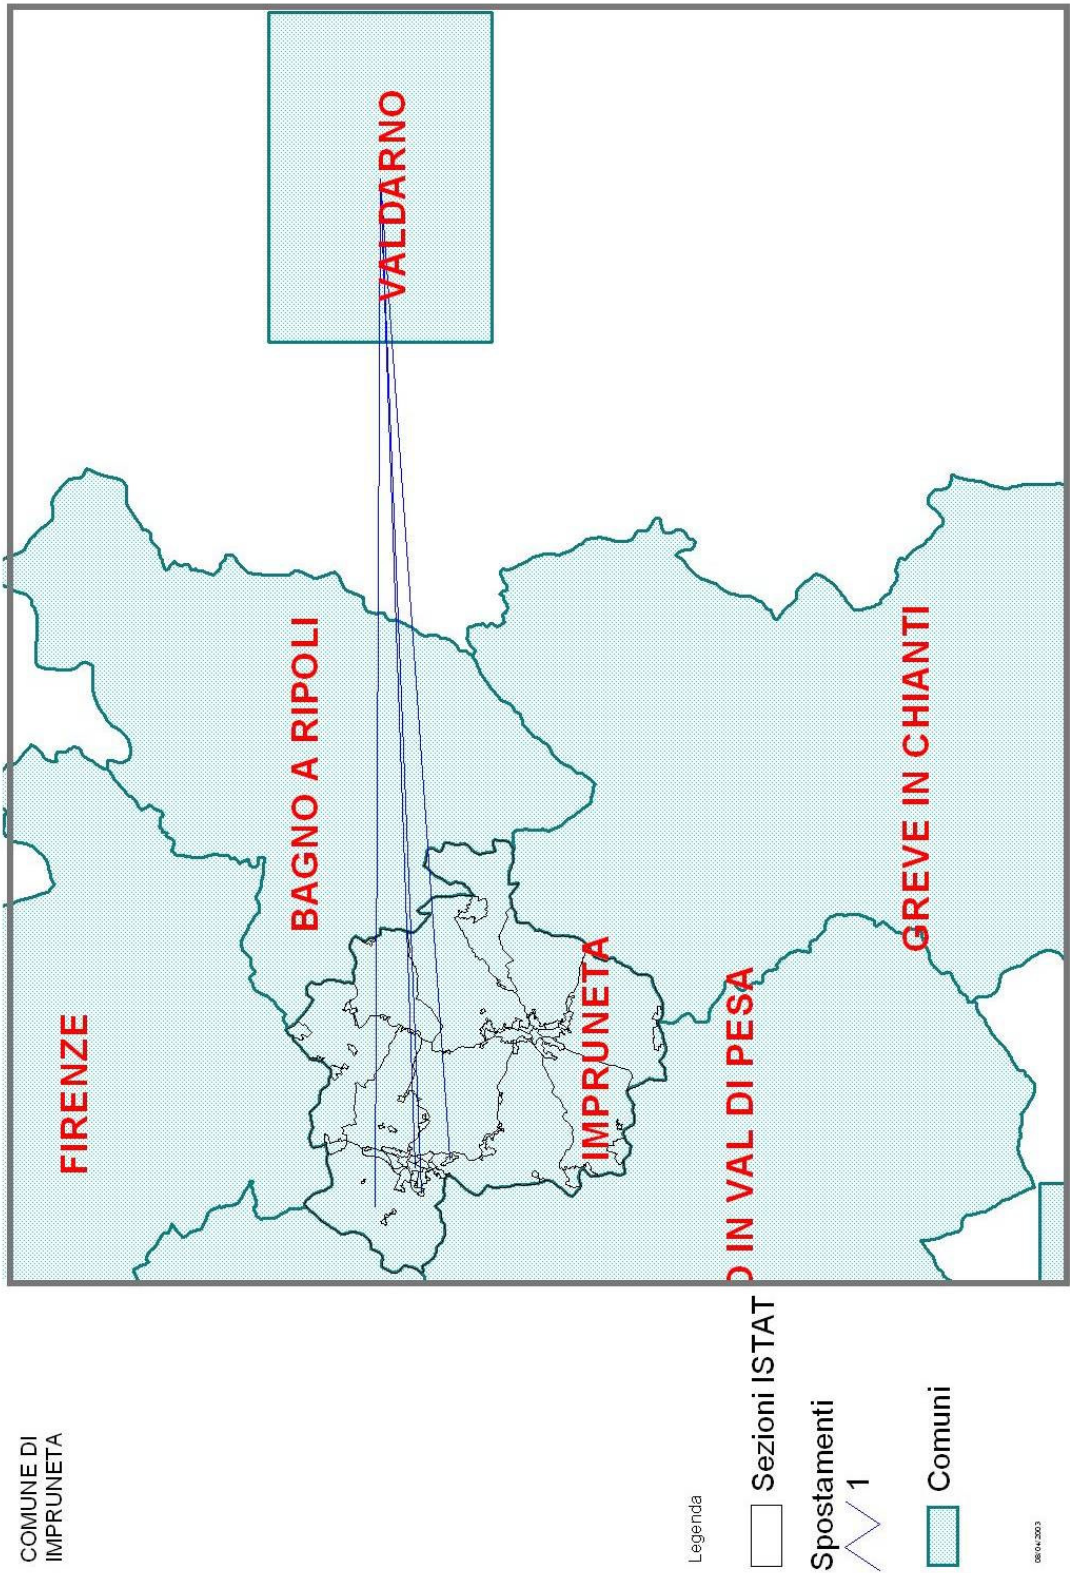 COMUNE DI
IMPRUNETA
FIRENZE
BAGNO A RIPOLI
VALDARNO
IMPRUNETA
O IN VAL DI PESA
GREVE IN CHIANTI
Legenda
Sezioni ISTAT
Spostamenti
1
Comuni